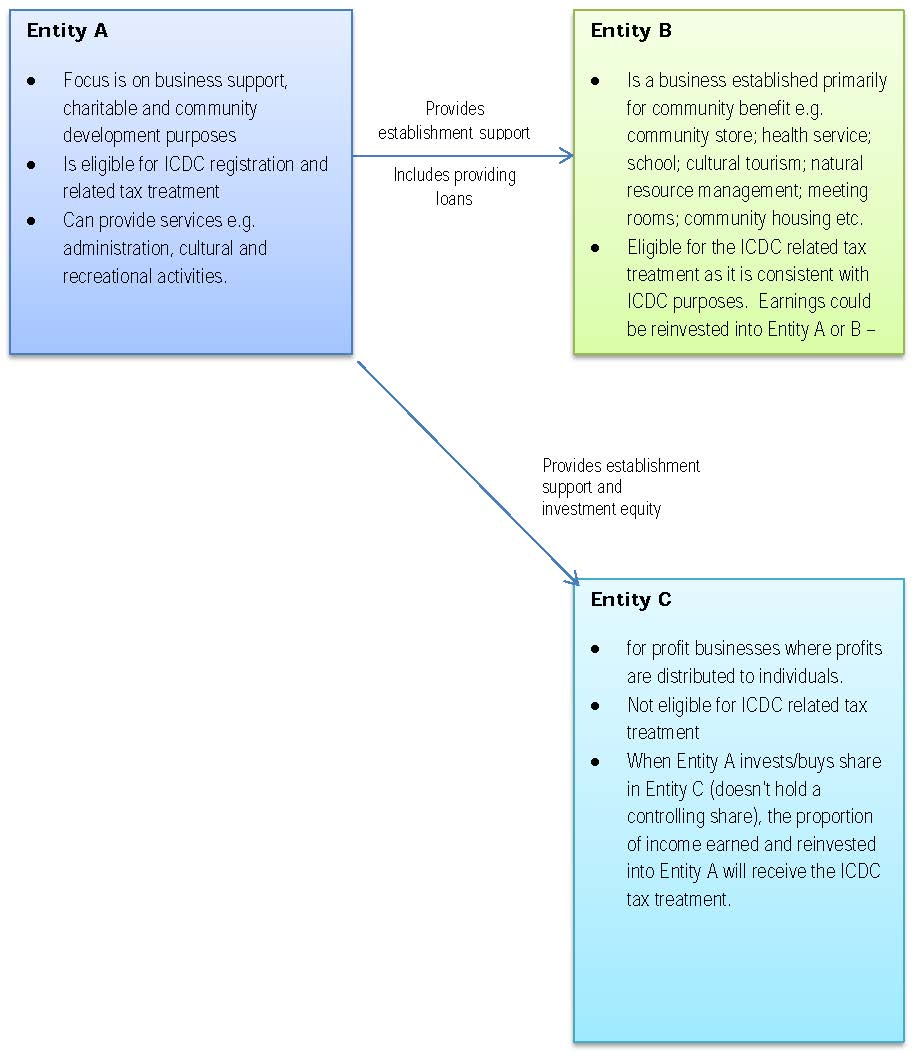 Entity A
• Focus is on business support,
charitable and community
development purposes
• Is eligible for ICDC registration and
related tax treatment
• Can provide services e.g.
administration, cultural and
recreational activities.
Provides
establishment support
Includes providing
loans
Entity B
• Is a business established primarily
for community benefit e.g.
community store; health service;
school; cultural tourism; natural
resource management; meeting
rooms; community housing etc.
• Eligible for the ICDC related tax
treatment as it is consistent with
ICDC purposes.  Earnings could
be reinvested into Entity A or B –
Provides establishment
support and
investment equity
Entity C
• for profit businesses where profits
are distributed to individuals.
• Not eligible for ICDC related tax
treatment
• When Entity A invests/buys share
in Entity C (doesn't hold a
controlling share), the proportion
of income earned and reinvested
into Entity A will receive the ICDC
tax treatment.